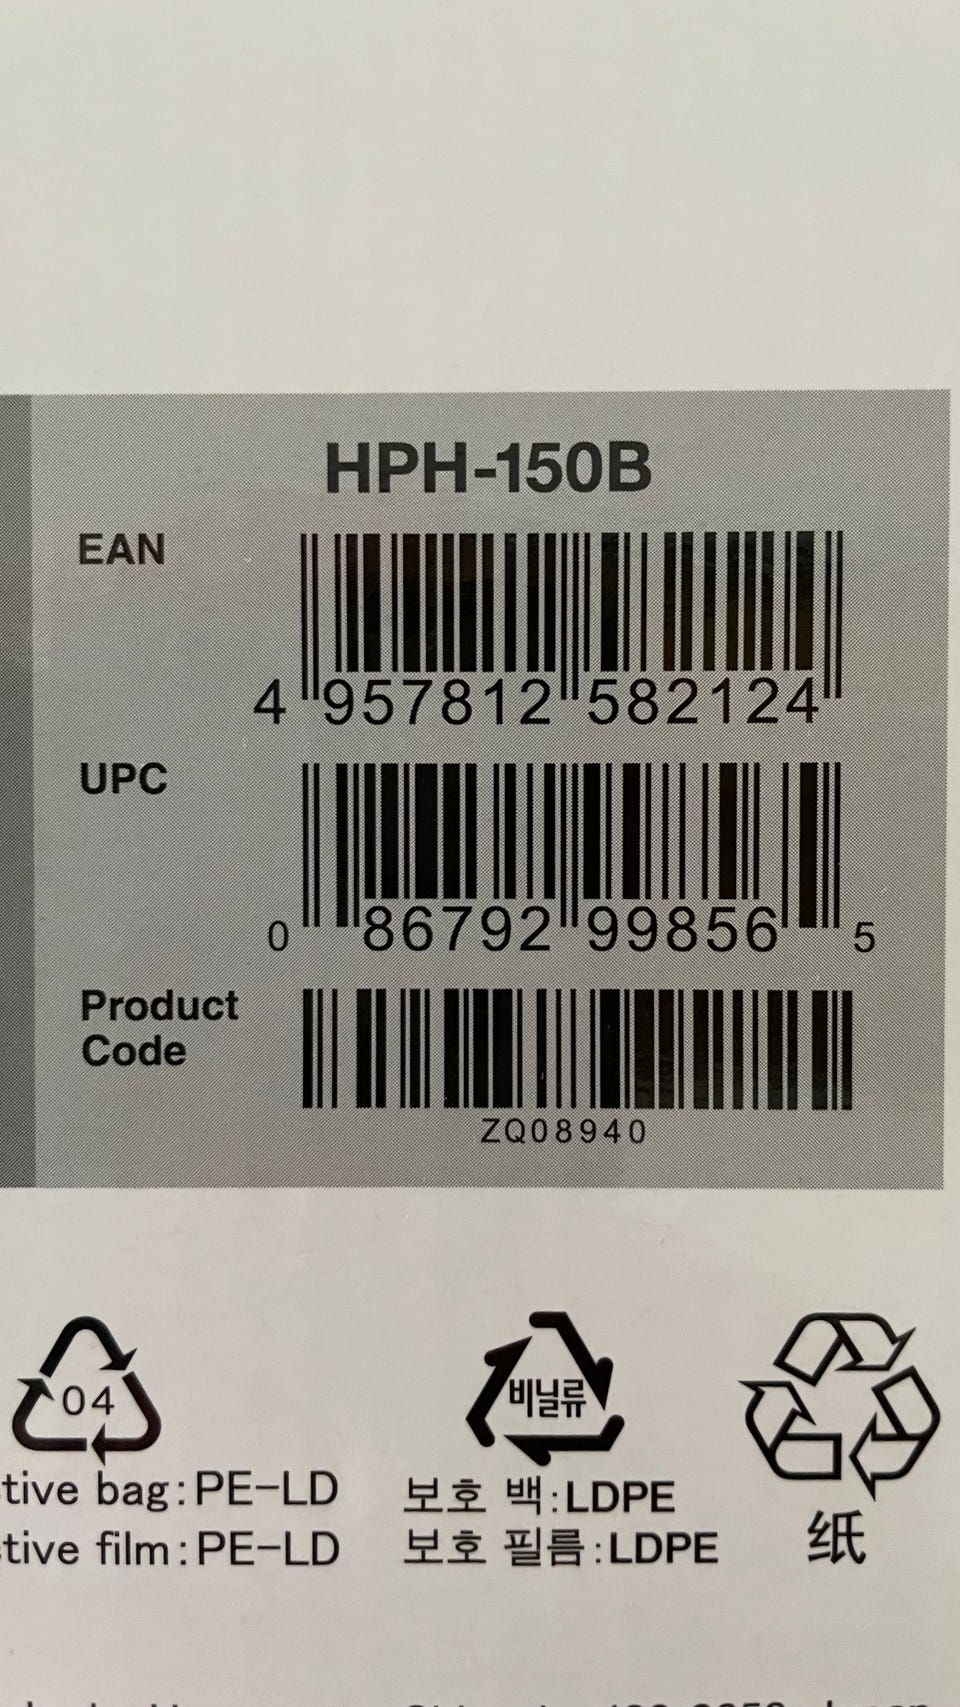 HPH-150B
EAN
4 957812 582124
UPC
0 86792 99856 5
Product
Code
ZQ08940
04
비닐류
tive bag:PE-LD
보호 백:LDPE
纸
tive film:PE-LD
보호 필름:LDPE